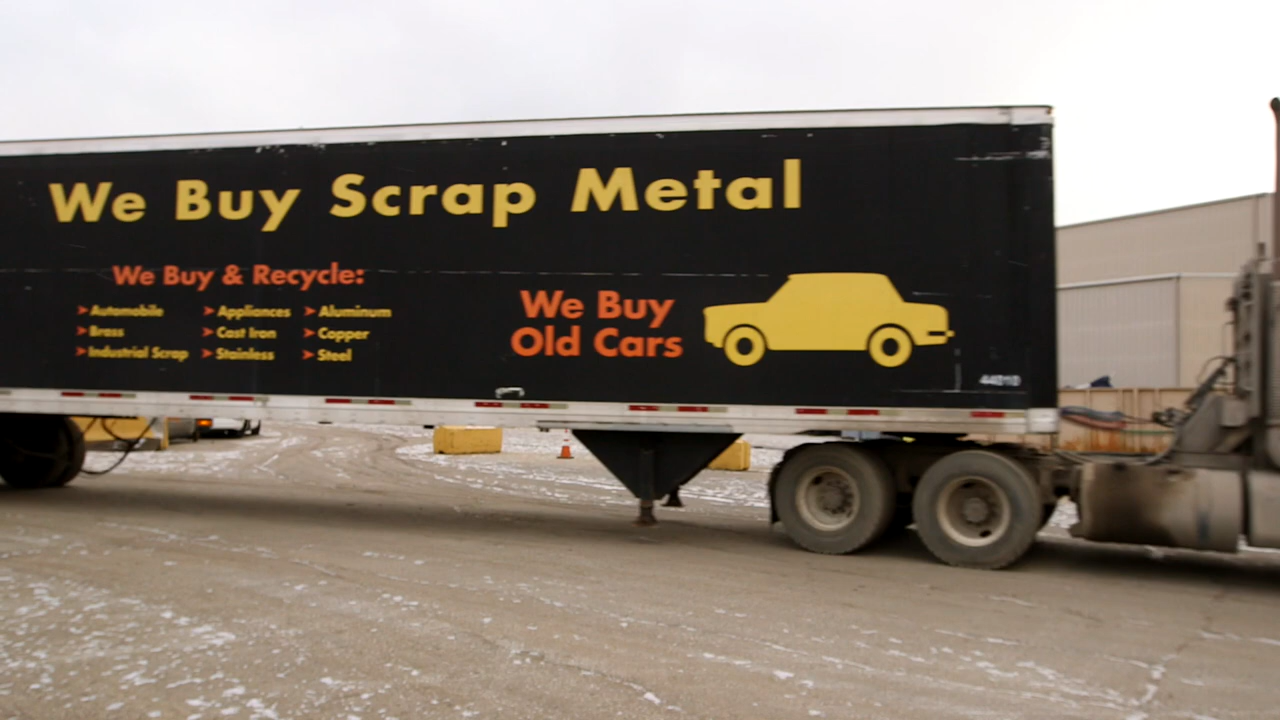 We Buy Scrap Metal
We Buy & Recycle:
Automobile Appliances Aluminum
Brass Cast Iron Copper
Industrial Scrap Stainless Steel
We Buy
Old Cars